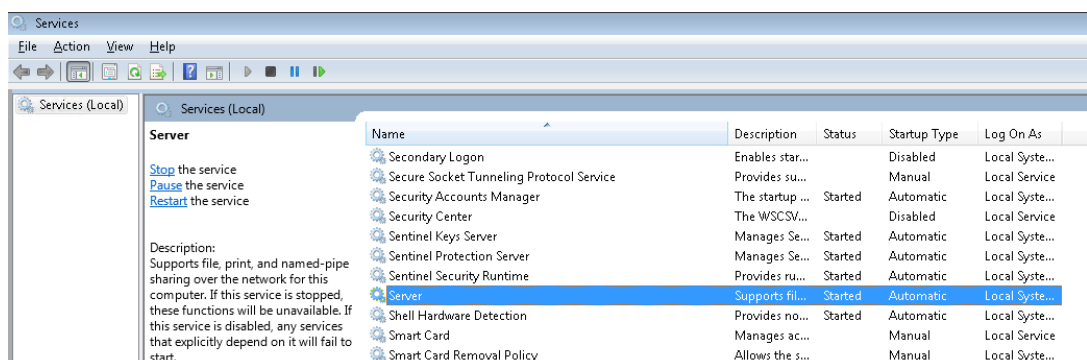 Services
File Action View Help
Services (Local)
Services (Local)
Server
Stop the service
Pause the service
Restart the service
Description:
Supports file, print, and named-pipe
sharing over the network for this
computer. If this service is stopped,
these functions will be unavailable. If
this service is disabled, any services
that explicitly depend on it will fail to
start.
Name Description Status Startup Type Log On As
Secondary Logon Enables star... Disabled Local Syste...
Secure Socket Tunneling Protocol Service Provides su... Manual Local Service
Security Accounts Manager The startup ... Started Automatic Local Syste...
Security Center The WSCSV... Disabled Local Service
Sentinel Keys Server Manages Se... Started Automatic Local Syste...
Sentinel Protection Server Manages Se... Started Automatic Local Syste...
Sentinel Security Runtime Provides ru... Started Automatic Local Syste...
Server Supports fil... Started Automatic Local Syste...
Shell Hardware Detection Provides no... Started Automatic Local Syste...
Smart Card Manages ac... Manual Local Service
Smart Card Removal Policy Allows the s... Manual Local Syste...